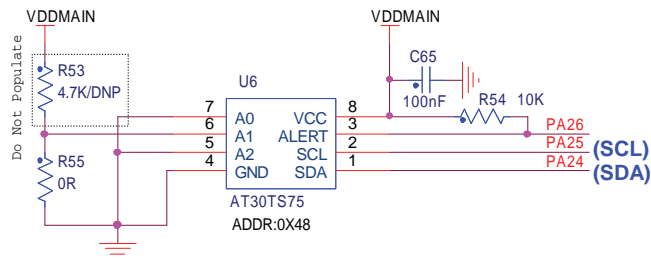 VDDMAIN
VDDMAIN
Do Not Populate
R53
4.7K/DNP
C65
100nF
U6
R54 10K
7 A0 VCC 8
6 A1 ALERT 3 PA26
5 A2 SCL 2 PA25 (SCL)
4 GND SDA 1 PA24 (SDA)
R55
0R
AT30TS75
ADDR:0X48